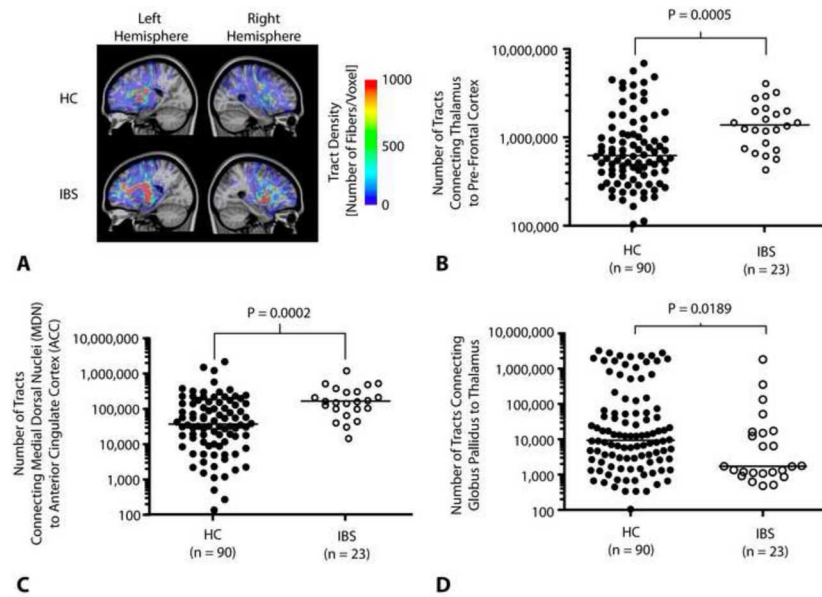 Left
Hemisphere
Right
Hemisphere
HC
IBS
1000
500
0
Tract Density
[Number of Fibers/Voxel]
A
P = 0.0005
10,000,000
1,000,000
100,000
Number of Tracts
Connecting Thalamus
to Pre-Frontal Cortex
HC
(n = 90)
IBS
(n = 23)
B
P = 0.0002
10,000,000
1,000,000
100,000
10,000
1,000
100
Number of Tracts
Connecting Medial Dorsal Nuclei (MDN)
to Anterior Cingulate Cortex (ACC)
HC
(n = 90)
IBS
(n = 23)
C
P = 0.0189
10,000,000
1,000,000
100,000
10,000
1,000
100
Number of Tracts Connecting
Globus Pallidus to Thalamus
HC
(n = 90)
IBS
(n = 23)
D